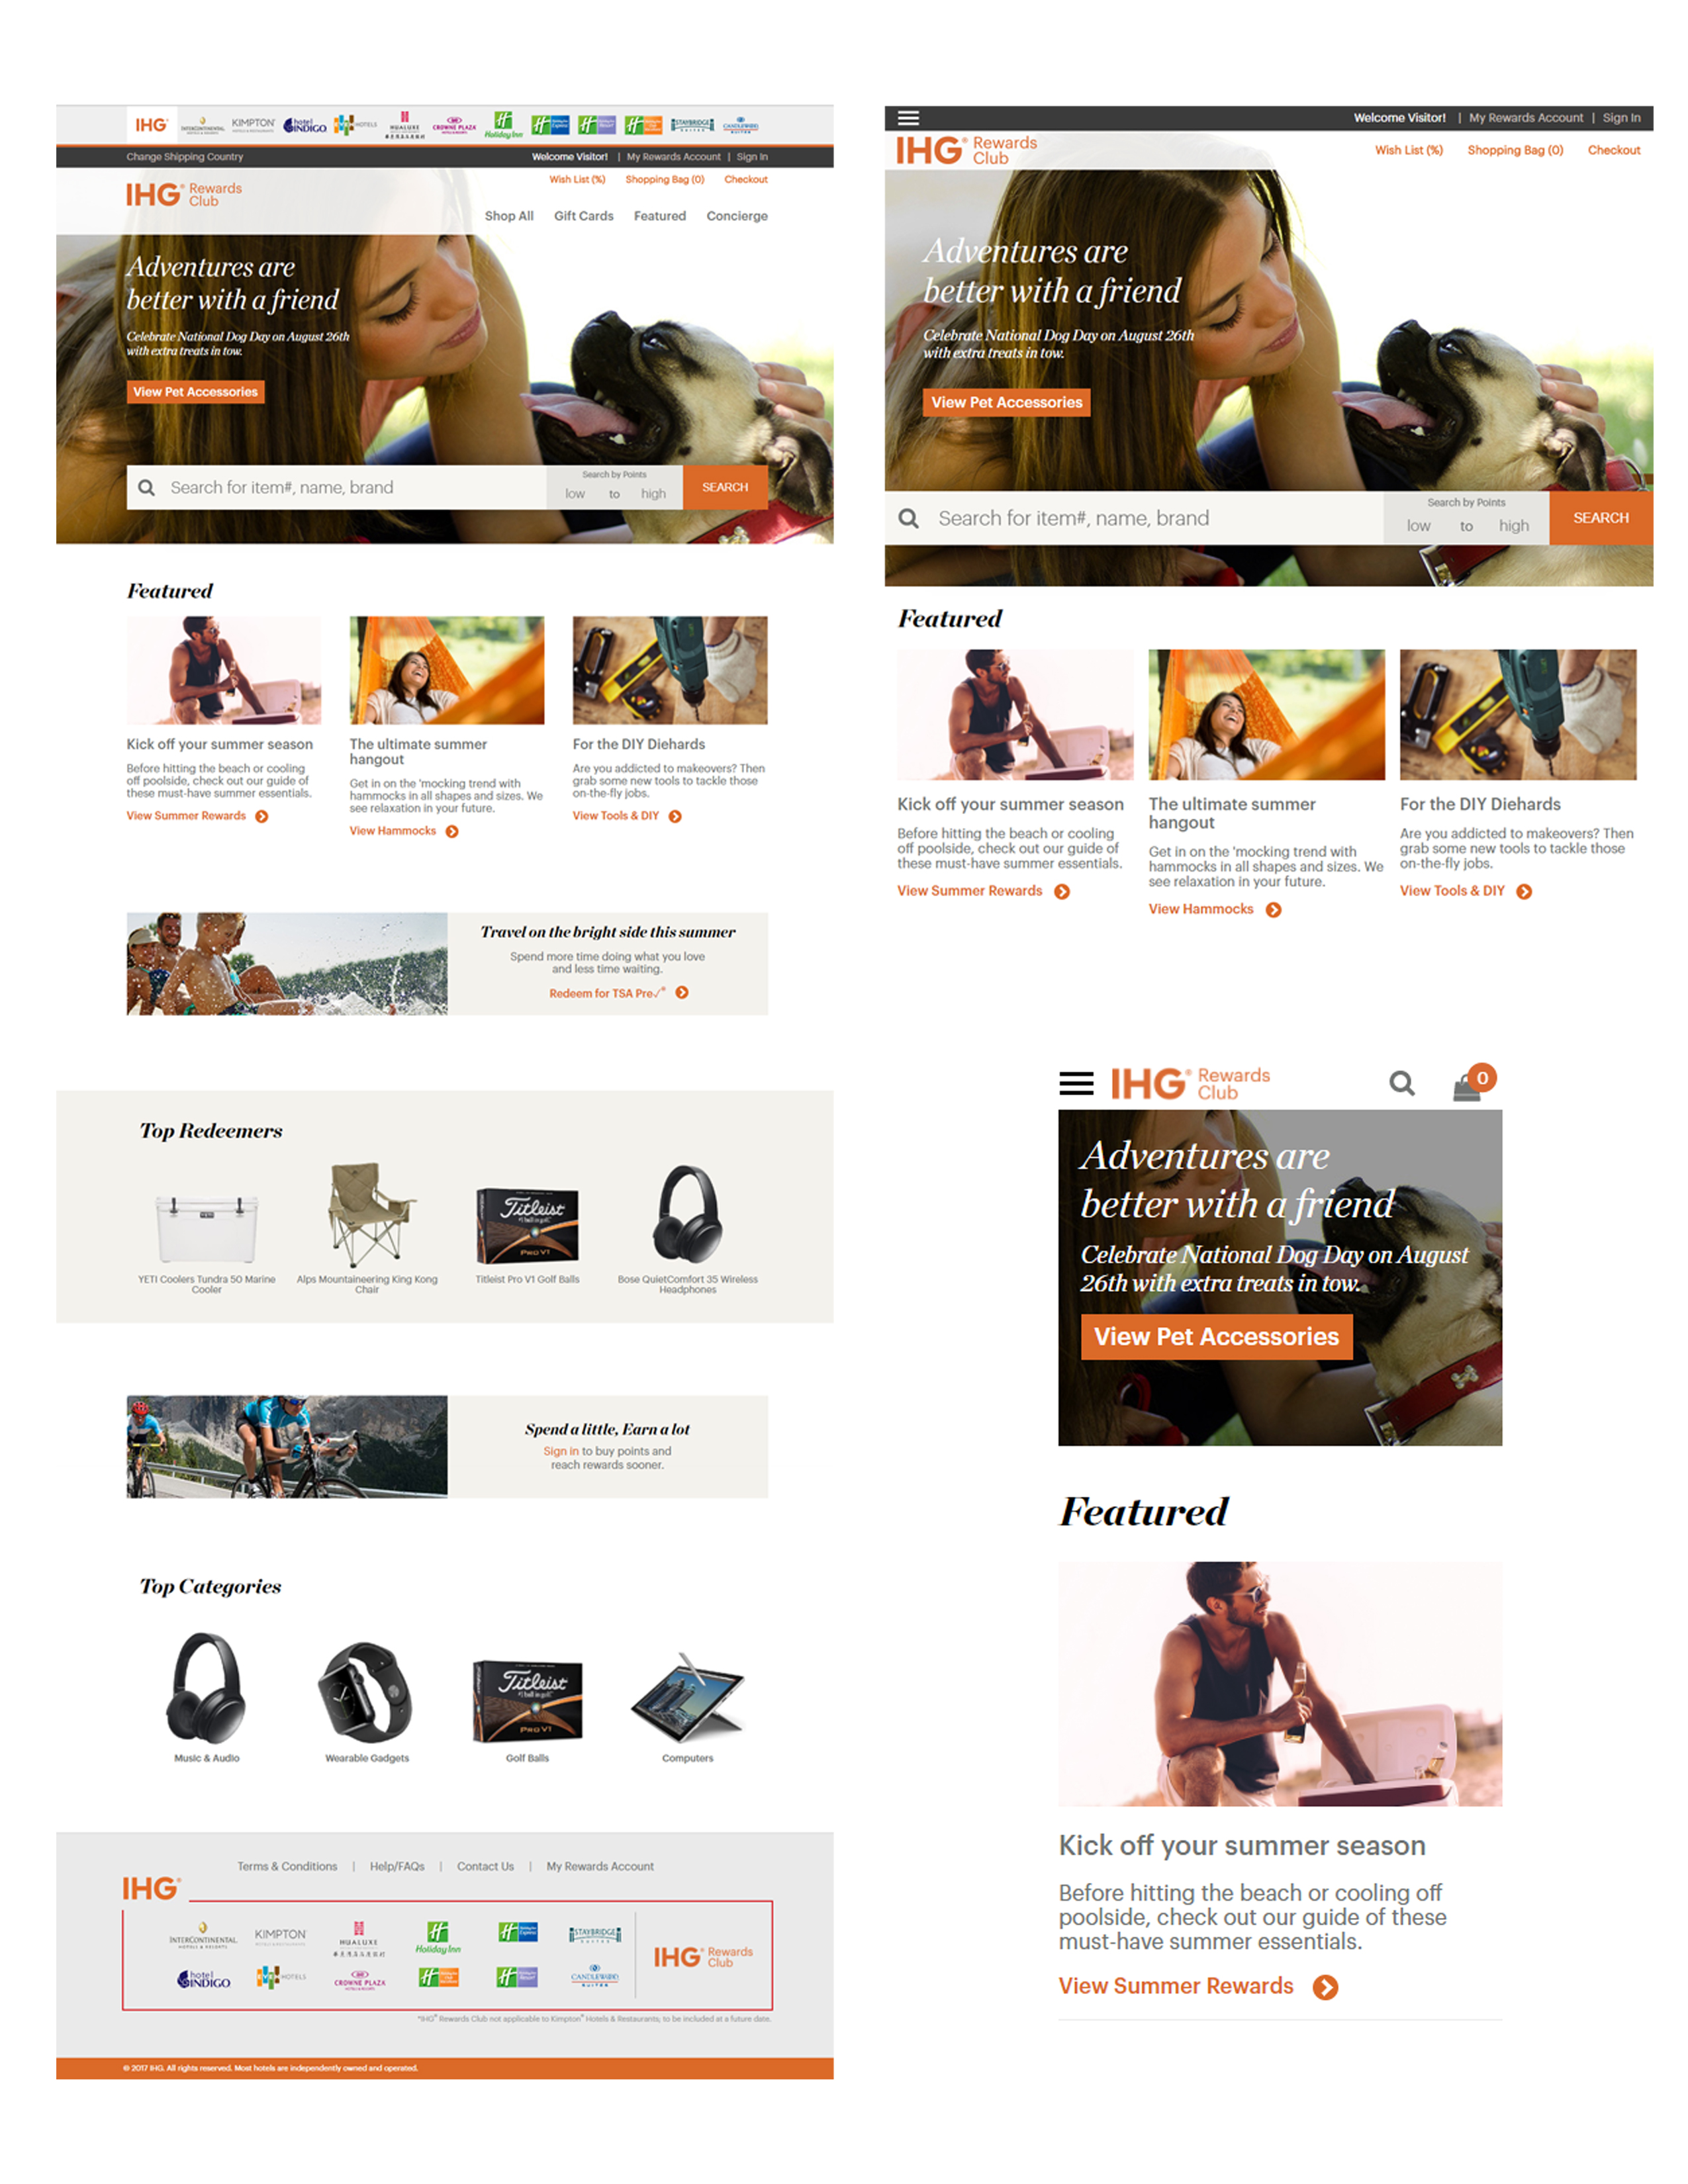 IHG®
INTERCONTINENTAL
KIMPTON
hotel INDIGO
HOTELS
HUALUXE
CROWNE PLAZA
Holiday Inn
STAYBRIDGE
SUITES
CANDLEWOOD
SUITES
Change Shipping Country
Welcome Visitor! | My Rewards Account | Sign In
IHG® Rewards Club
Wish List (%) Shopping Bag (0) Checkout
Shop All Gift Cards Featured Concierge
Adventures are
better with a friend
Celebrate National Dog Day on August 26th
with extra treats in tow.
View Pet Accessories
Search for item#, name, brand
Search by Points
low to high
SEARCH
Featured
Kick off your summer season
Before hitting the beach or cooling
off poolside, check out our guide of
these must-have summer essentials.
View Summer Rewards
The ultimate summer
hangout
Get in on the 'mocking trend with
hammocks in all shapes and sizes. We
see relaxation in your future.
View Hammocks
For the DIY Diehards
Are you addicted to makeovers? Then
grab some new tools to tackle those
on-the-fly jobs.
View Tools & DIY
Travel on the bright side this summer
Spend more time doing what you love
and less time waiting.
Redeem for TSA Pre✓®
Top Redeemers
YETI
Titleist
PRO V1
YETI Coolers Tundra 50 Marine
Cooler
Alps Mountaineering King Kong
Chair
Titleist Pro V1 Golf Balls
Bose QuietComfort 35 Wireless
Headphones
Spend a little, Earn a lot
Sign in to buy points and
reach rewards sooner.
Top Categories
Titleist
PRO V1
Music & Audio
Wearable Gadgets
Golf Balls
Computers
Terms & Conditions | Help/FAQs | Contact Us | My Rewards Account
IHG®
INTERCONTINENTAL
HOTELS & RESORTS
KIMPTON
HUALUXE
Holiday Inn
Holiday Inn
Express
STAYBRIDGE
SUITES
hotel INDIGO
EVEN HOTELS
CROWNE PLAZA
HOTELS & RESORTS
CANDLEWOOD
SUITES
IHG® Rewards Club
*IHG® Rewards Club not applicable to Kimpton® Hotels & Restaurants; to be included at a future date.
© 2017 IHG. All rights reserved. Most hotels are independently owned and operated.
Welcome Visitor! | My Rewards Account | Sign In
IHG® Rewards Club
Wish List (%) Shopping Bag (0) Checkout
Adventures are
better with a friend
Celebrate National Dog Day on August 26th
with extra treats in tow.
View Pet Accessories
Search for item#, name, brand
Search by Points
low to high
SEARCH
Featured
Kick off your summer season
Before hitting the beach or cooling
off poolside, check out our guide of
these must-have summer essentials.
View Summer Rewards
The ultimate summer
hangout
Get in on the 'mocking trend with
hammocks in all shapes and sizes. We
see relaxation in your future.
View Hammocks
For the DIY Diehards
Are you addicted to makeovers? Then
grab some new tools to tackle those
on-the-fly jobs.
View Tools & DIY
IHG® Rewards Club
0
Adventures are
better with a friend
Celebrate National Dog Day on August
26th with extra treats in tow.
View Pet Accessories
Featured
Kick off your summer season
Before hitting the beach or cooling off
poolside, check out our guide of these
must-have summer essentials.
View Summer Rewards